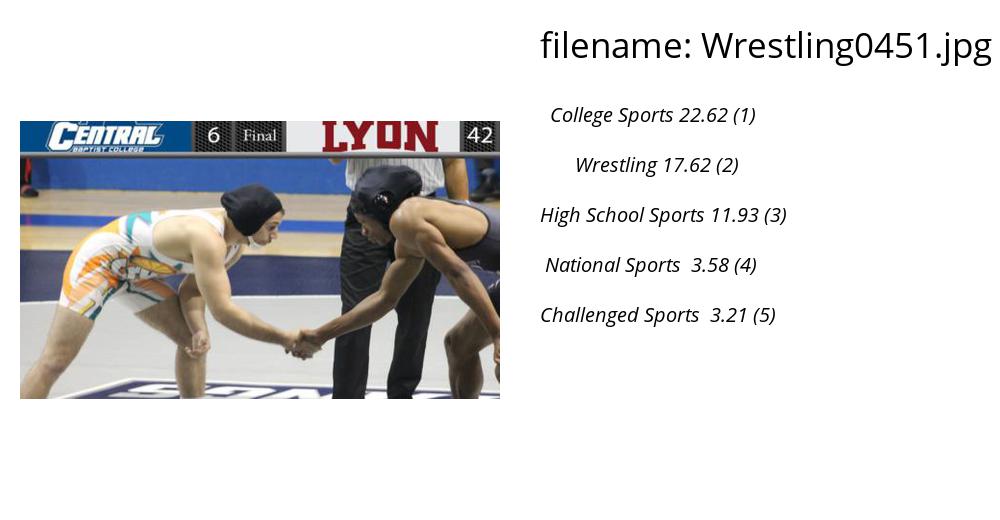 filename: Wrestling0451.jpg
CENTRAL 6 Final LYON 42
BAPTIST COLLEGE
College Sports 22.62 (1)
Wrestling 17.62 (2)
High School Sports 11.93 (3)
National Sports 3.58 (4)
Challenged Sports 3.21 (5)